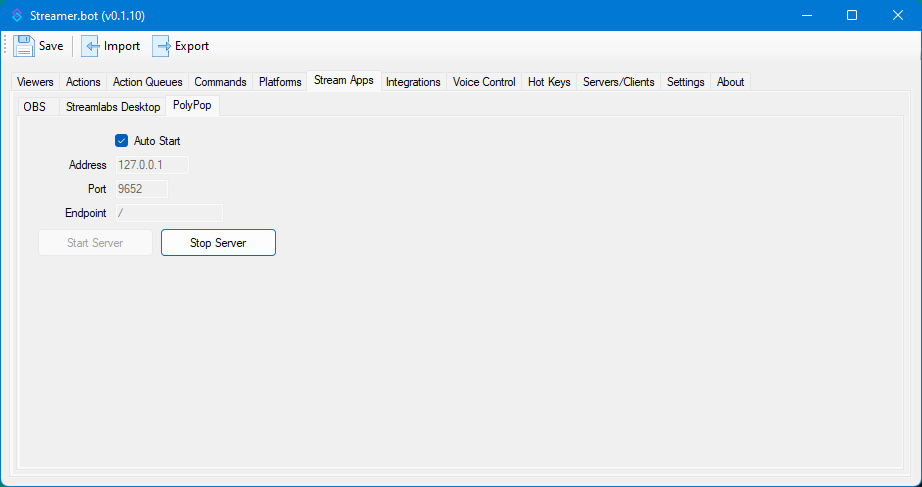 Streamer.bot (v0.1.10)
Save Import Export
Viewers Actions Action Queues Commands Platforms Stream Apps Integrations Voice Control Hot Keys Servers/Clients Settings About
OBS Streamlabs Desktop PolyPop
Auto Start
Address 127.0.0.1
Port 9652
Endpoint /
Start Server Stop Server